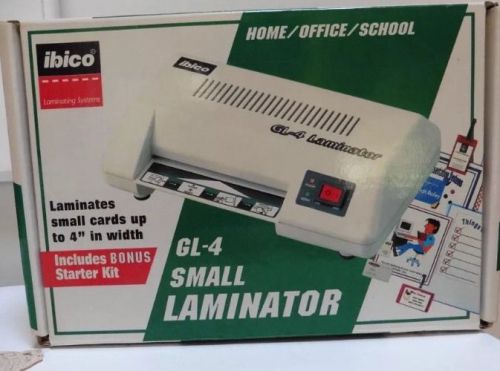 HOME/OFFICE/SCHOOL
ibico
Laminating Systems
ibico
GL-4 Laminator
Laminates
small cards up
to 4" in width
Includes BONUS
Starter Kit
GL-4
SMALL
LAMINATOR
Things